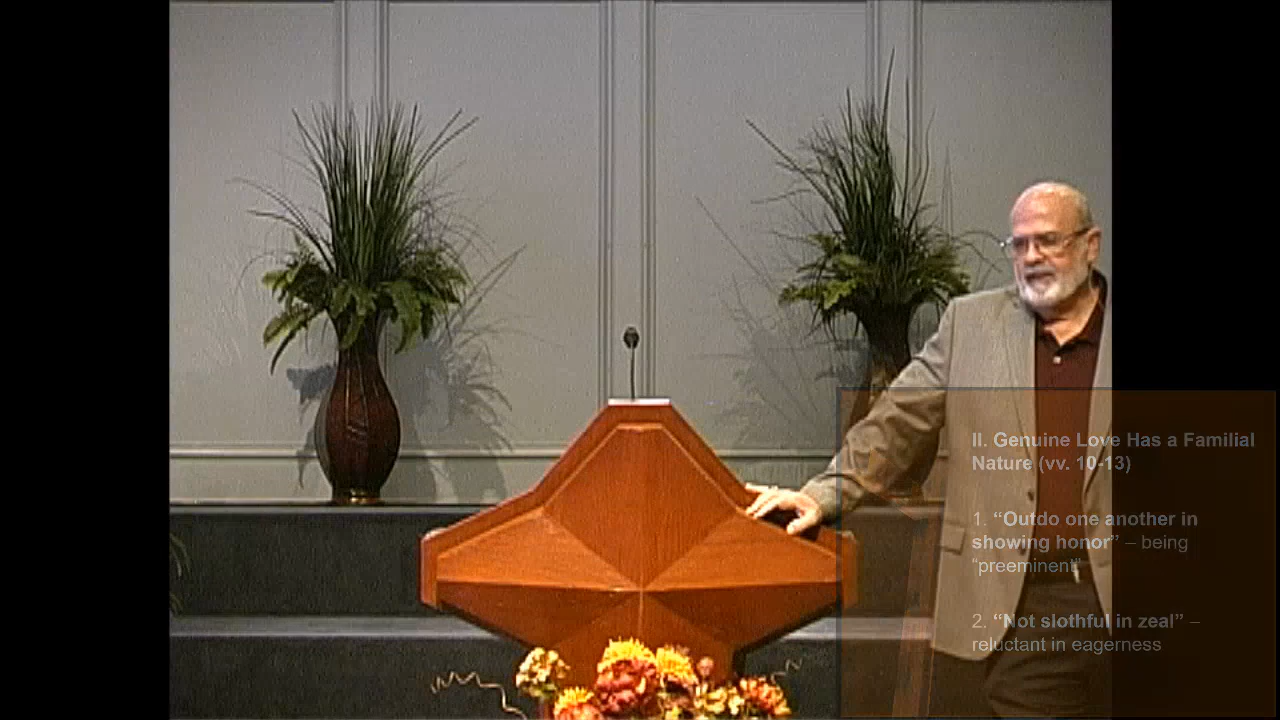 II. Genuine Love Has a Familial
Nature (vv. 10-13)
1. “Outdo one another in
showing honor” – being
“preeminent”
2. “Not slothful in zeal” –
reluctant in eagerness